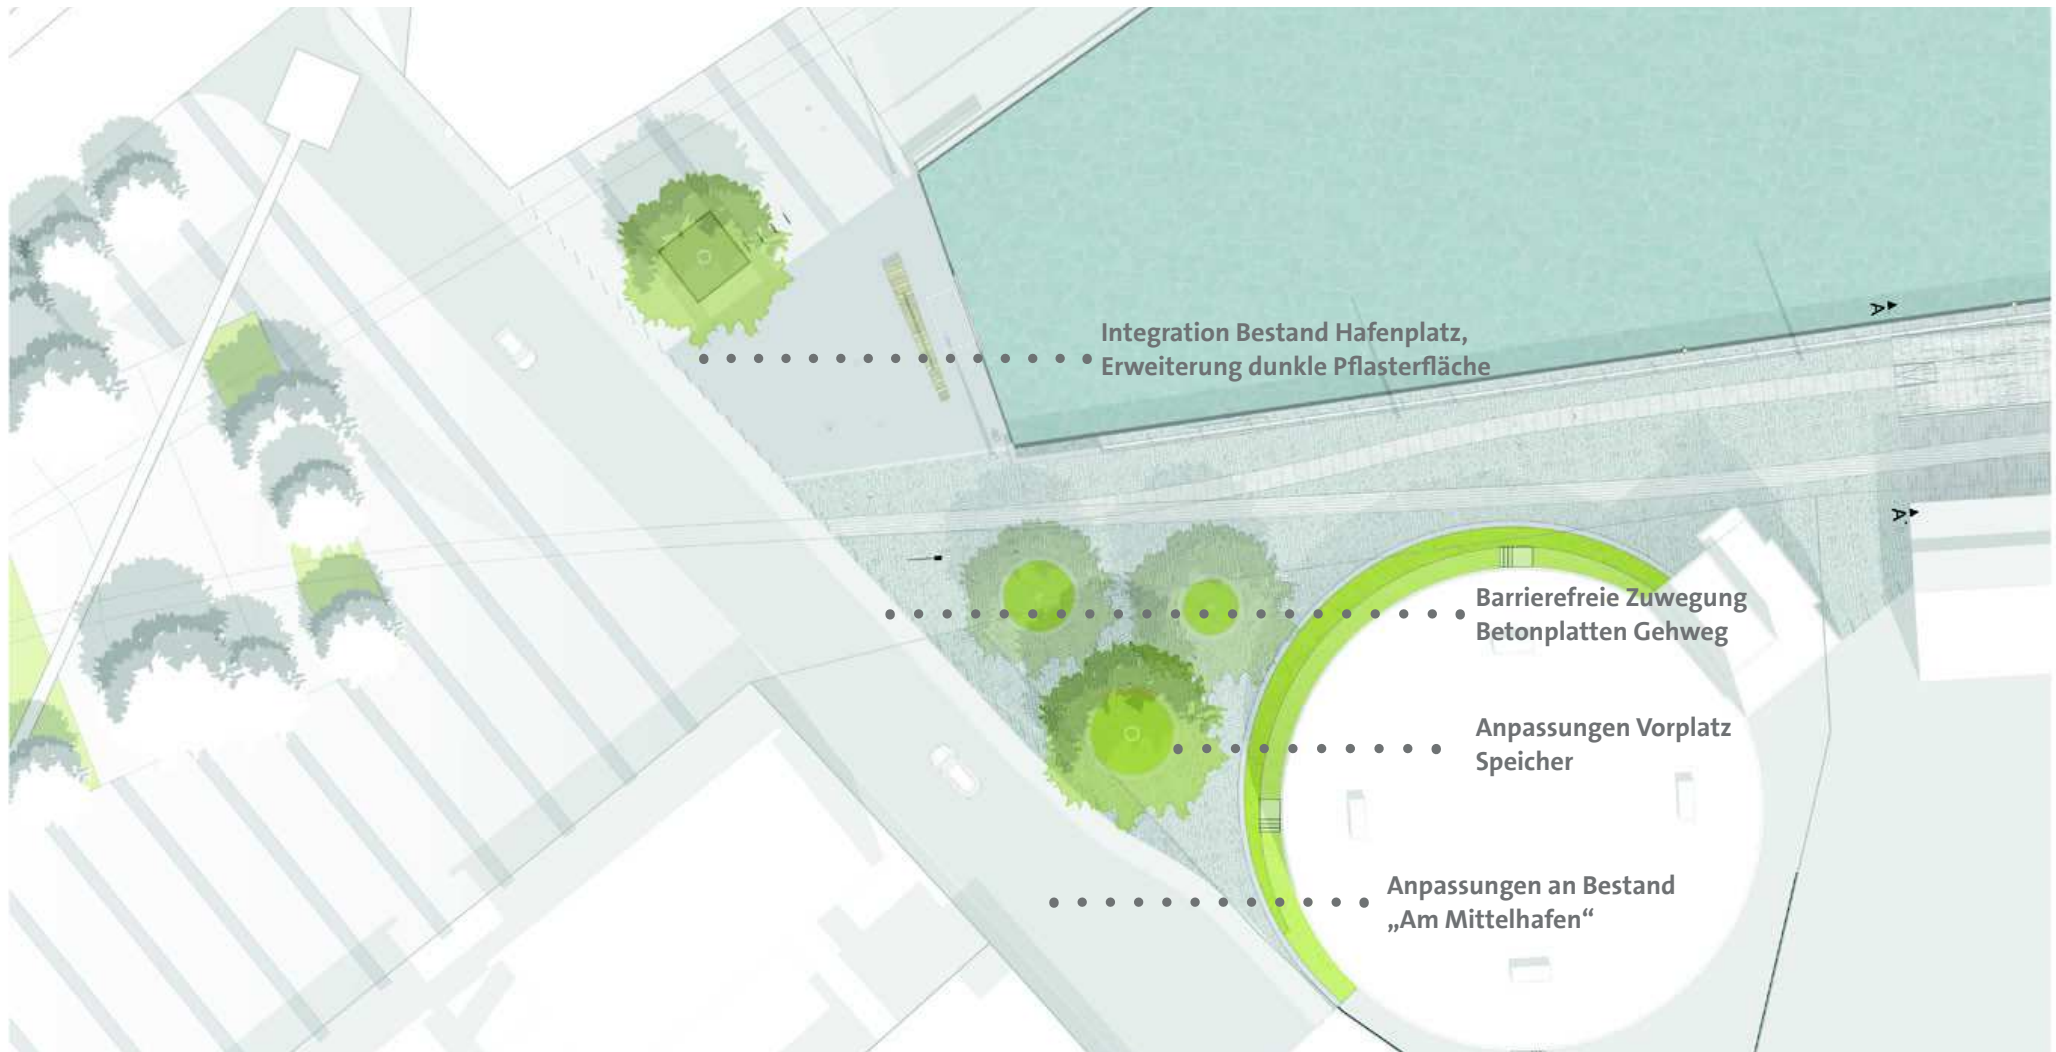 A
Integration Bestand Hafenplatz,
Erweiterung dunkle Pflasterfläche
A'
Barrierefreie Zuwegung
Betonplatten Gehweg
Anpassungen Vorplatz
Speicher
Anpassungen an Bestand
„Am Mittelhafen“